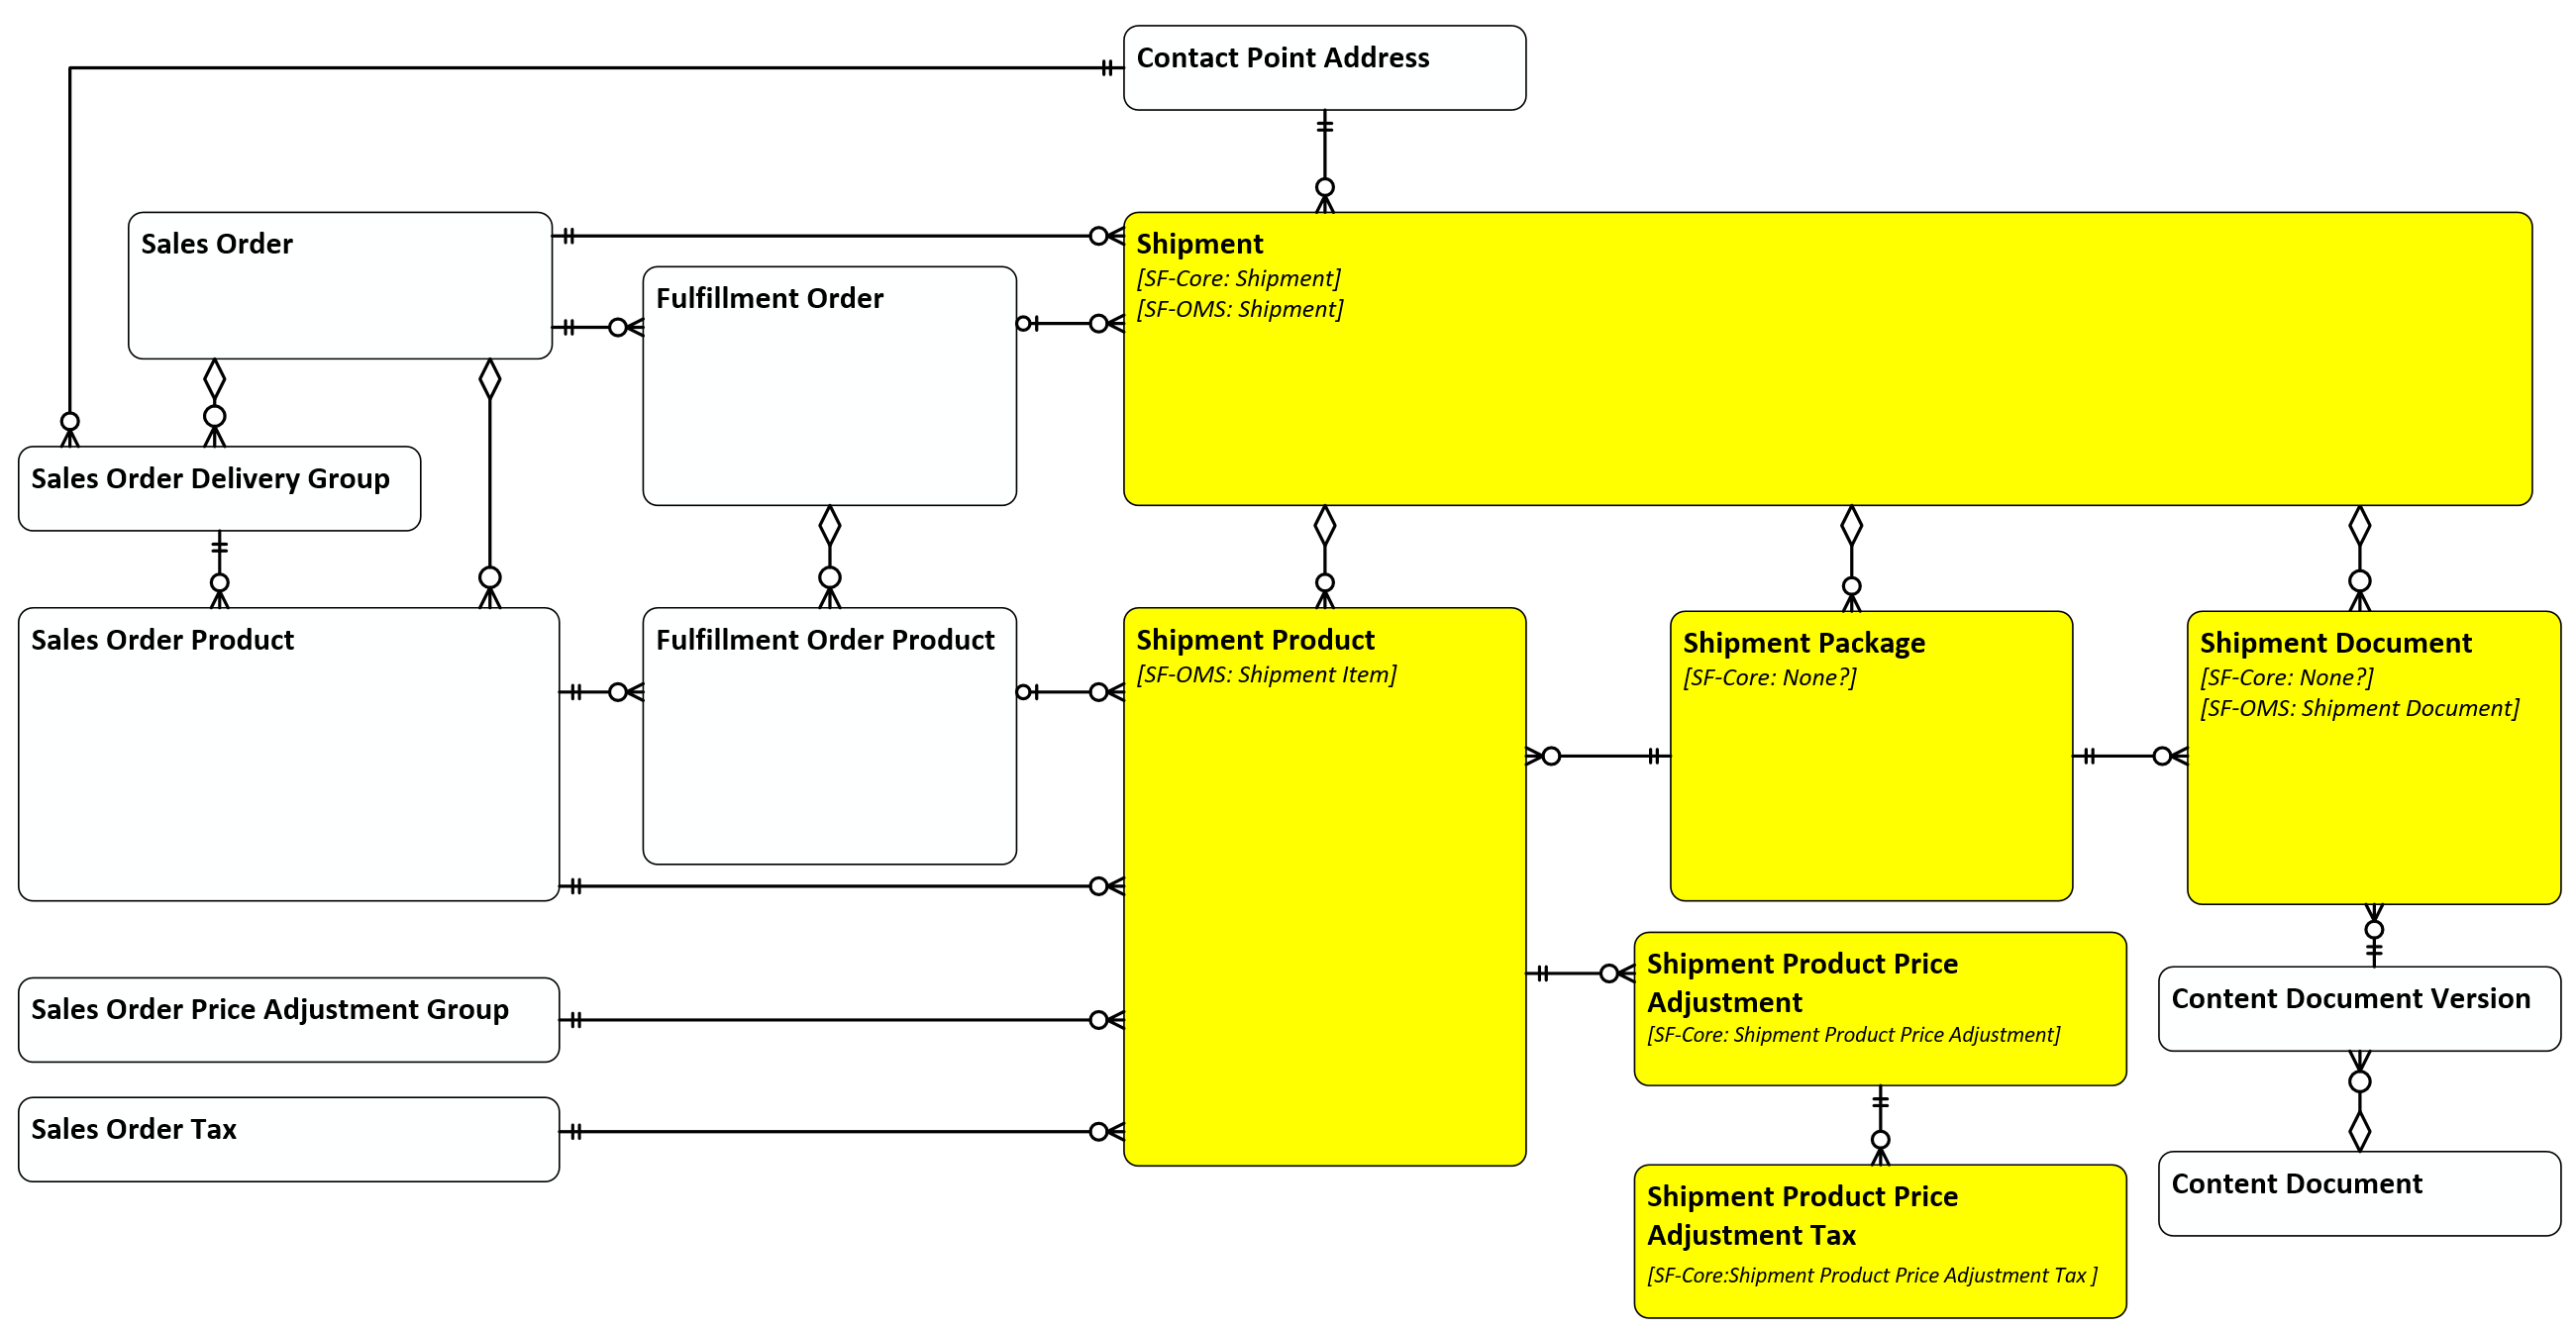 Contact Point Address
Sales Order
Fulfillment Order
Shipment
[SF-Core: Shipment]
[SF-OMS: Shipment]
Sales Order Delivery Group
Sales Order Product
Fulfillment Order Product
Shipment Product
[SF-OMS: Shipment Item]
Shipment Package
[SF-Core: None?]
Shipment Document
[SF-Core: None?]
[SF-OMS: Shipment Document]
Sales Order Price Adjustment Group
Sales Order Tax
Shipment Product Price
Adjustment
[SF-Core: Shipment Product Price Adjustment]
Shipment Product Price
Adjustment Tax
[SF-Core:Shipment Product Price Adjustment Tax ]
Content Document Version
Content Document